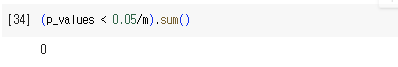 [34] (p_values < 0.05/m).sum()
0